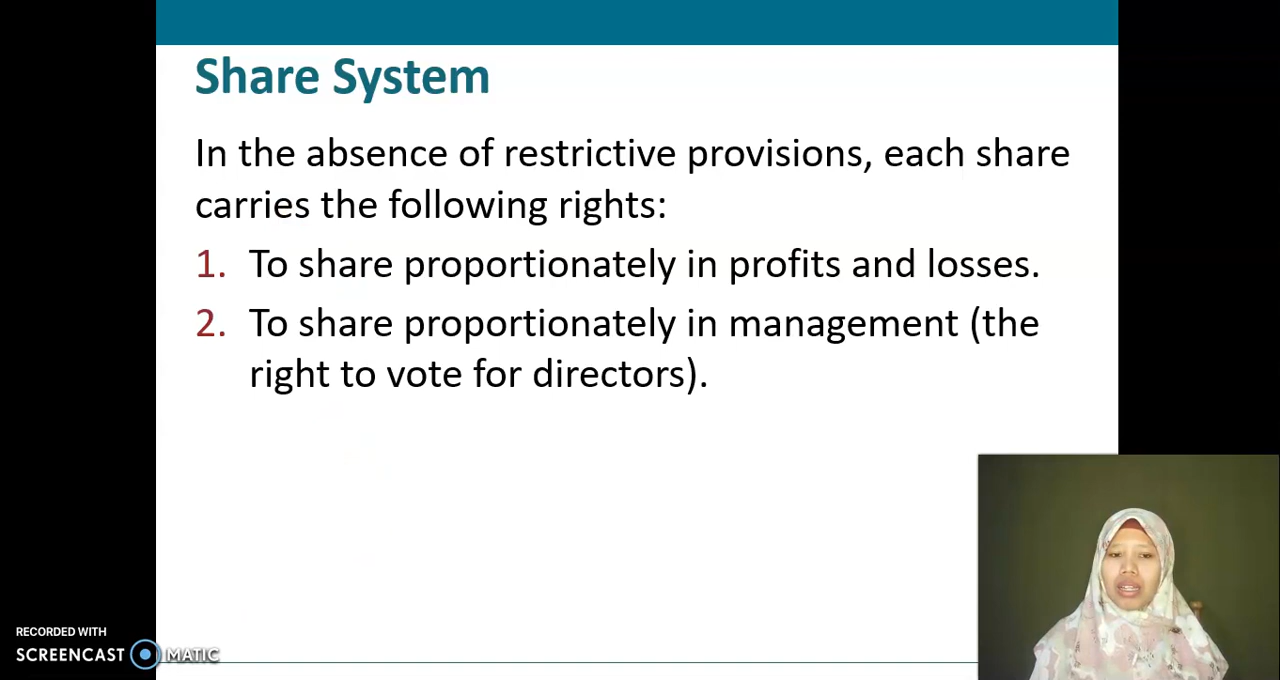 Share System
In the absence of restrictive provisions, each share
carries the following rights:
1. To share proportionately in profits and losses.
2. To share proportionately in management (the
right to vote for directors).
RECORDED WITH
SCREENCAST MATIC